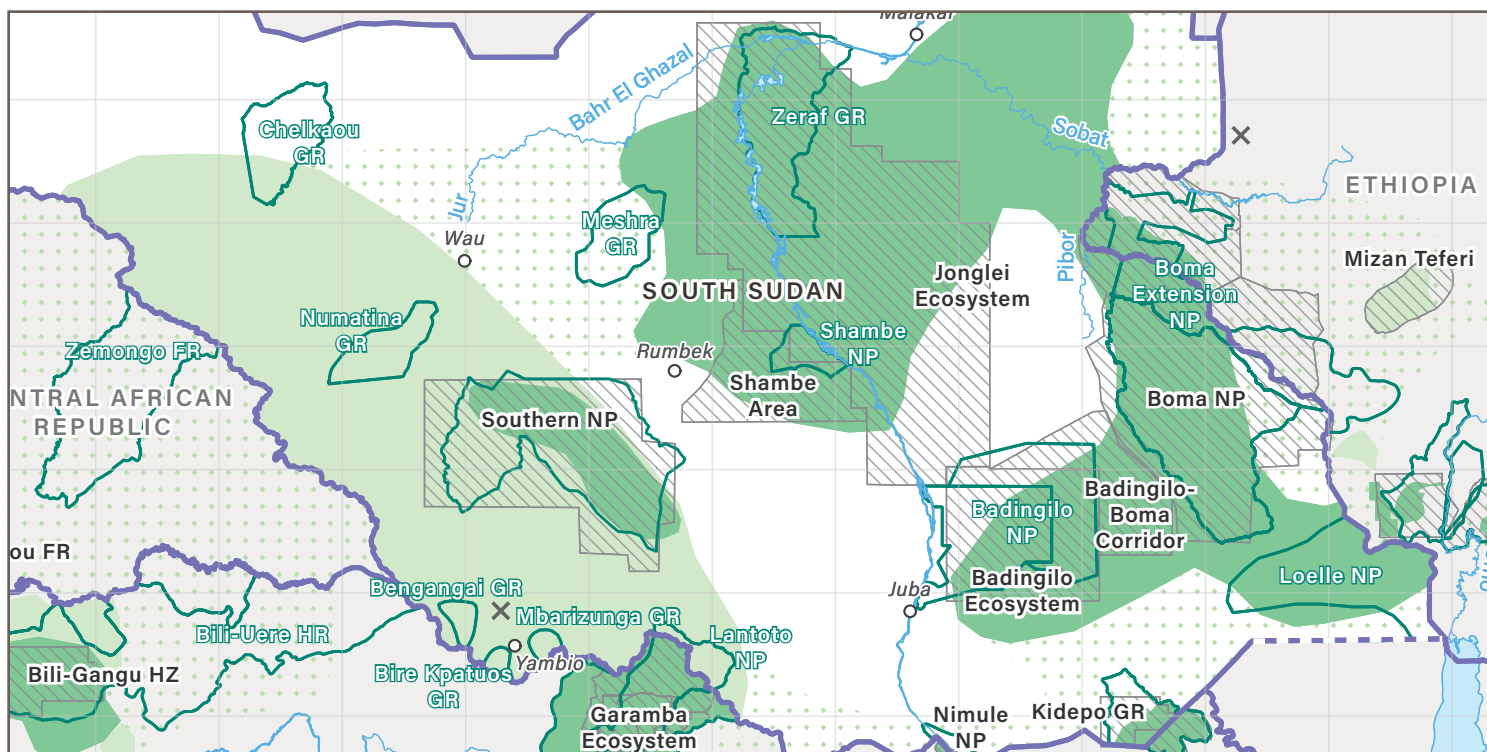 Malakal
Bahr El Ghazal
Zeraf GR
Chelkaou
GR
Sobat
ETHIOPIA
Jur
Meshra
GR
Wau
Pibor
Mizan Teferi
Jonglei
Ecosystem
Boma
Extension
NP
SOUTH SUDAN
Numatina
GR
Shambe
NP
Zemongo FR
Rumbek
Shambe
Area
NTRAL AFRICAN
REPUBLIC
Boma NP
Southern NP
Badingilo-
Boma
Corridor
Badingilo
NP
ou FR
Loelle NP
Badingilo
Ecosystem
Bengangai GR
Juba
Mbarizunga GR
Bili-Uere HR
Lantoto
NP
Yambio
Bire Kpatuos
GR
Bili-Gangu HZ
Garamba
Ecosystem
Nimule
NP
Kidepo GR